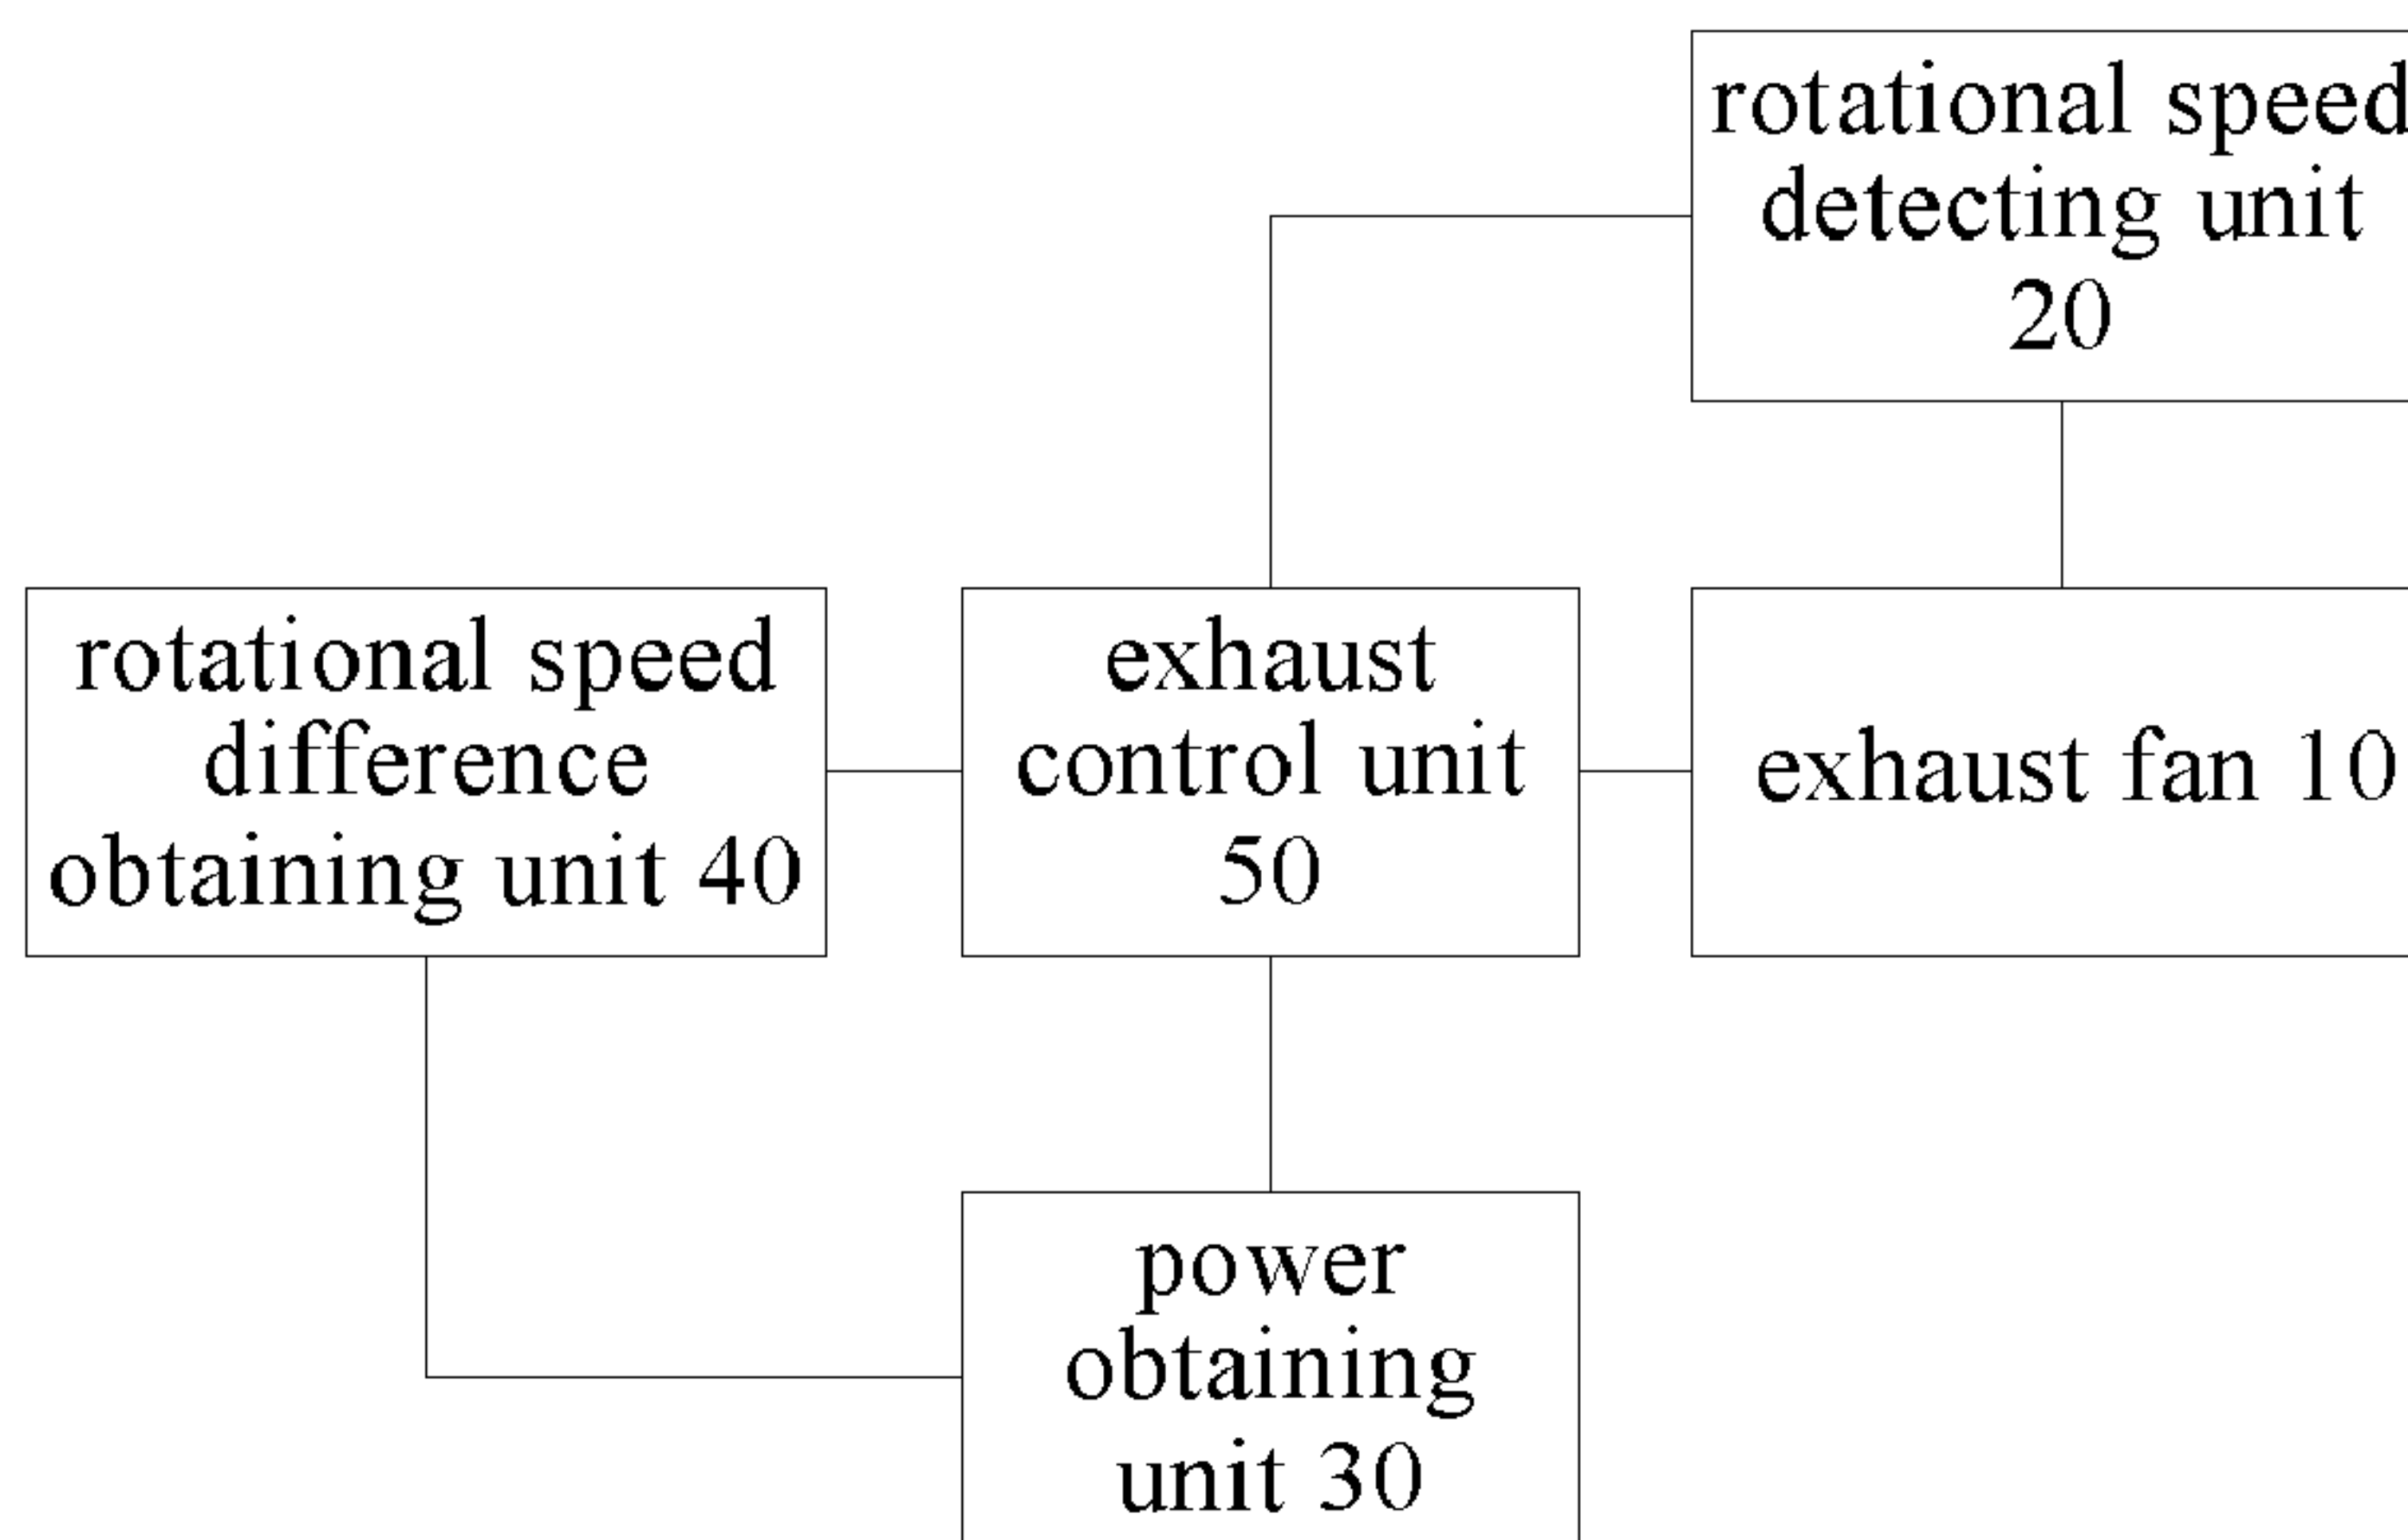 rotational speed
detecting unit
20
rotational speed
difference
obtaining unit 40
exhaust
control unit
50
exhaust fan 10
power
obtaining
unit 30